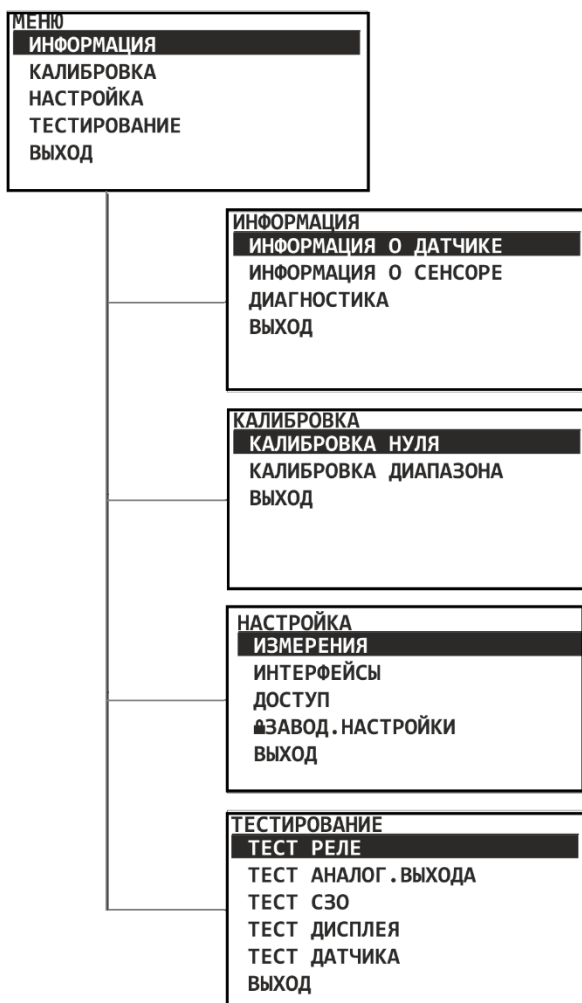 МЕНЮ
ИНФОРМАЦИЯ
КАЛИБРОВКА
НАСТРОЙКА
ТЕСТИРОВАНИЕ
ВЫХОД
ИНФОРМАЦИЯ
ИНФОРМАЦИЯ О ДАТЧИКЕ
ИНФОРМАЦИЯ О СЕНСОРЕ
ДИАГНОСТИКА
ВЫХОД
КАЛИБРОВКА
КАЛИБРОВКА НУЛЯ
КАЛИБРОВКА ДИАПАЗОНА
ВЫХОД
НАСТРОЙКА
ИЗМЕРЕНИЯ
ИНТЕРФЕЙСЫ
ДОСТУП
ЗАВОД.НАСТРОЙКИ
ВЫХОД
ТЕСТИРОВАНИЕ
ТЕСТ РЕЛЕ
ТЕСТ АНАЛОГ.ВЫХОДА
ТЕСТ СЗО
ТЕСТ ДИСПЛЕЯ
ТЕСТ ДАТЧИКА
ВЫХОД